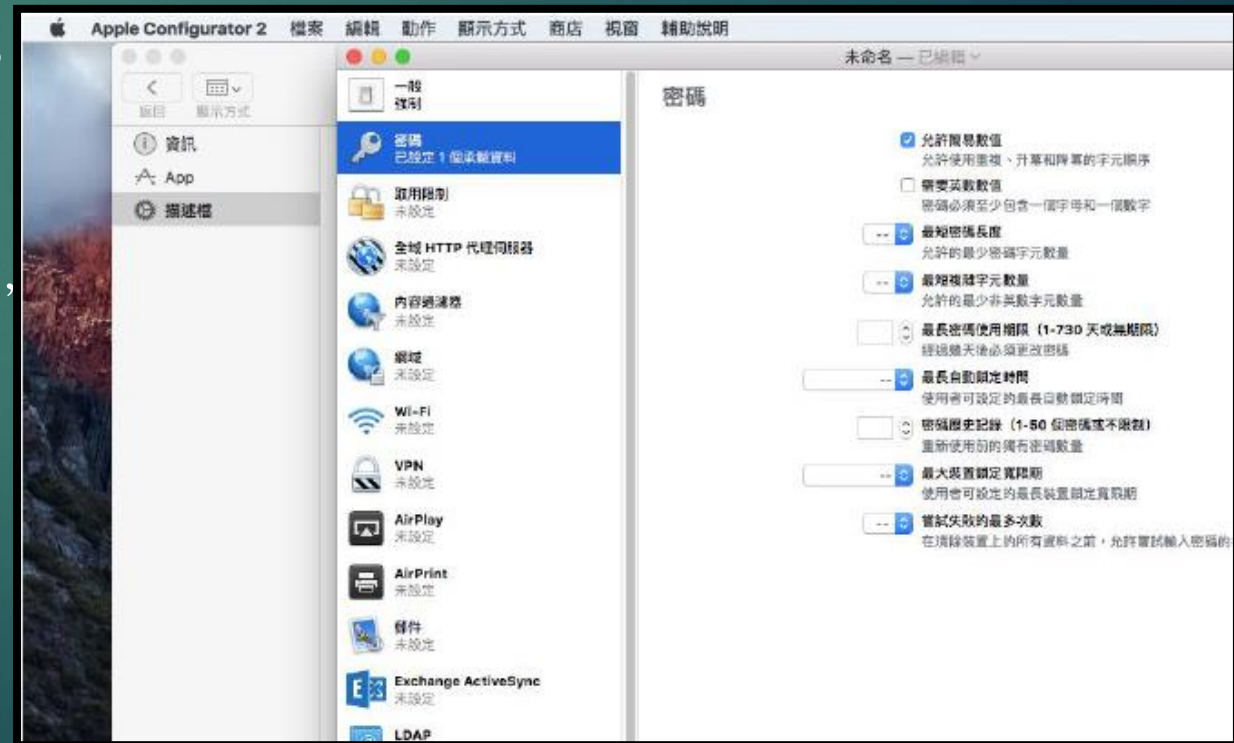 Apple Configurator 2 檔案 編輯 動作 顯示方式 商店 視窗 輔助說明
未命名 — 已編輯
返回 顯示方式
資訊
App
描述檔
一般
強制
密碼
已設定 1 個承載資料
取用限制
未設定
全域 HTTP 代理伺服器
未設定
內容過濾器
未設定
網域
未設定
Wi-Fi
未設定
VPN
未設定
AirPlay
未設定
AirPrint
未設定
郵件
未設定
Exchange ActiveSync
未設定
LDAP
密碼
允許簡易數值
允許使用重複、升冪和降冪的字元順序
需要英數數值
密碼必須至少包含一個字母和一個數字
-- 最短密碼長度
允許的最少密碼字元數量
-- 最短複雜字元數量
允許的最少非英數字元數量
最長密碼使用期限（1-730 天或無期限）
經過幾天後必須更改密碼
-- 最長自動鎖定時間
使用者可設定的最長自動鎖定時間
密碼歷史記錄（1-50 個密碼或不限制）
重新使用前的獨有密碼數量
-- 最大裝置鎖定寬限期
使用者可設定的最長裝置鎖定寬限期
-- 嘗試失敗的最多次數
在清除裝置上的所有資料之前，允許嘗試輸入密碼的